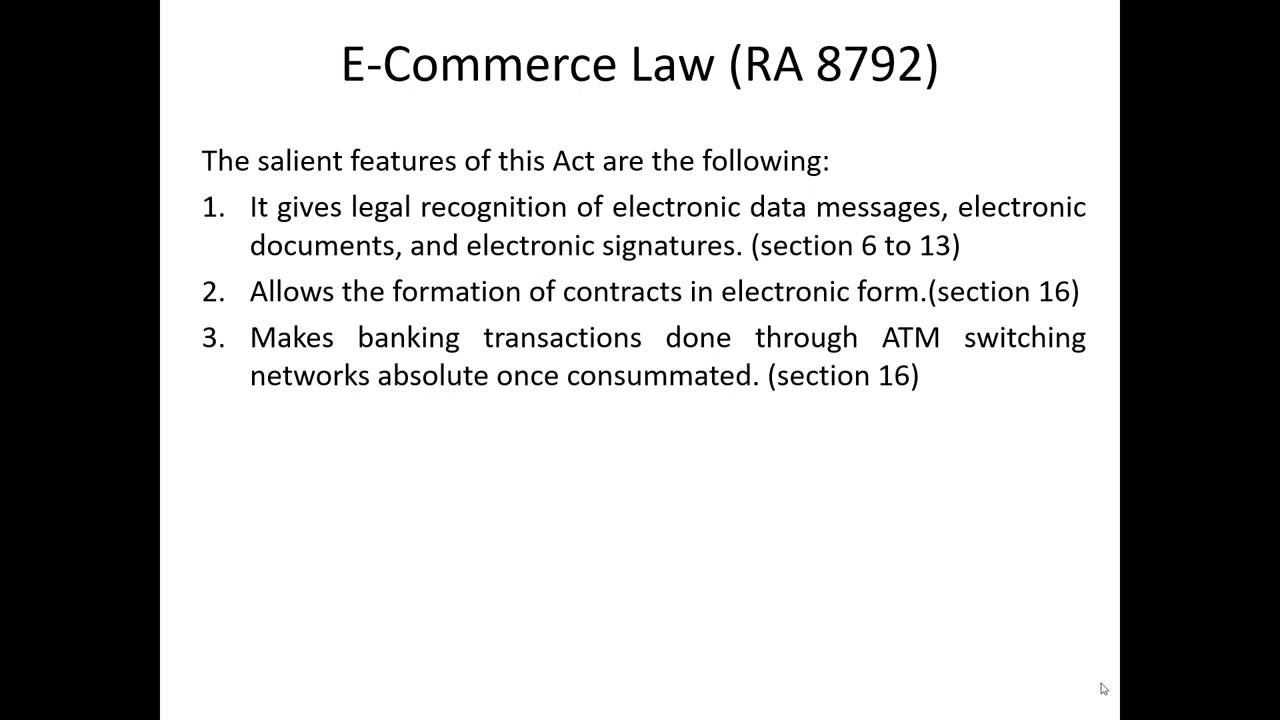 E-Commerce Law (RA 8792)
The salient features of this Act are the following:
1. It gives legal recognition of electronic data messages, electronic
documents, and electronic signatures. (section 6 to 13)
2. Allows the formation of contracts in electronic form.(section 16)
3. Makes banking transactions done through ATM switching
networks absolute once consummated. (section 16)